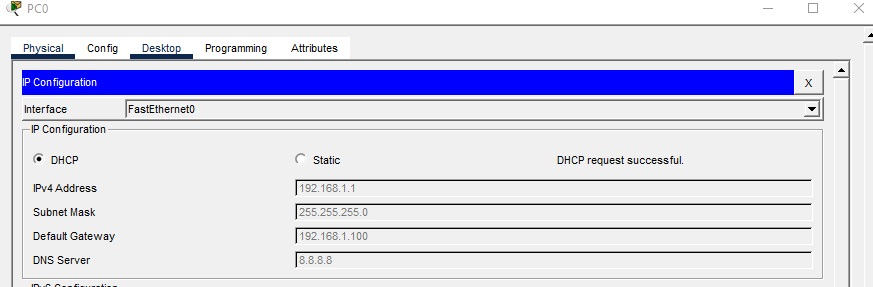 PC0
Physical Config Desktop Programming Attributes
IP Configuration X
Interface FastEthernet0
IP Configuration
DHCP Static DHCP request successful.
IPv4 Address 192.168.1.1
Subnet Mask 255.255.255.0
Default Gateway 192.168.1.100
DNS Server 8.8.8.8
IPv6 Configuration